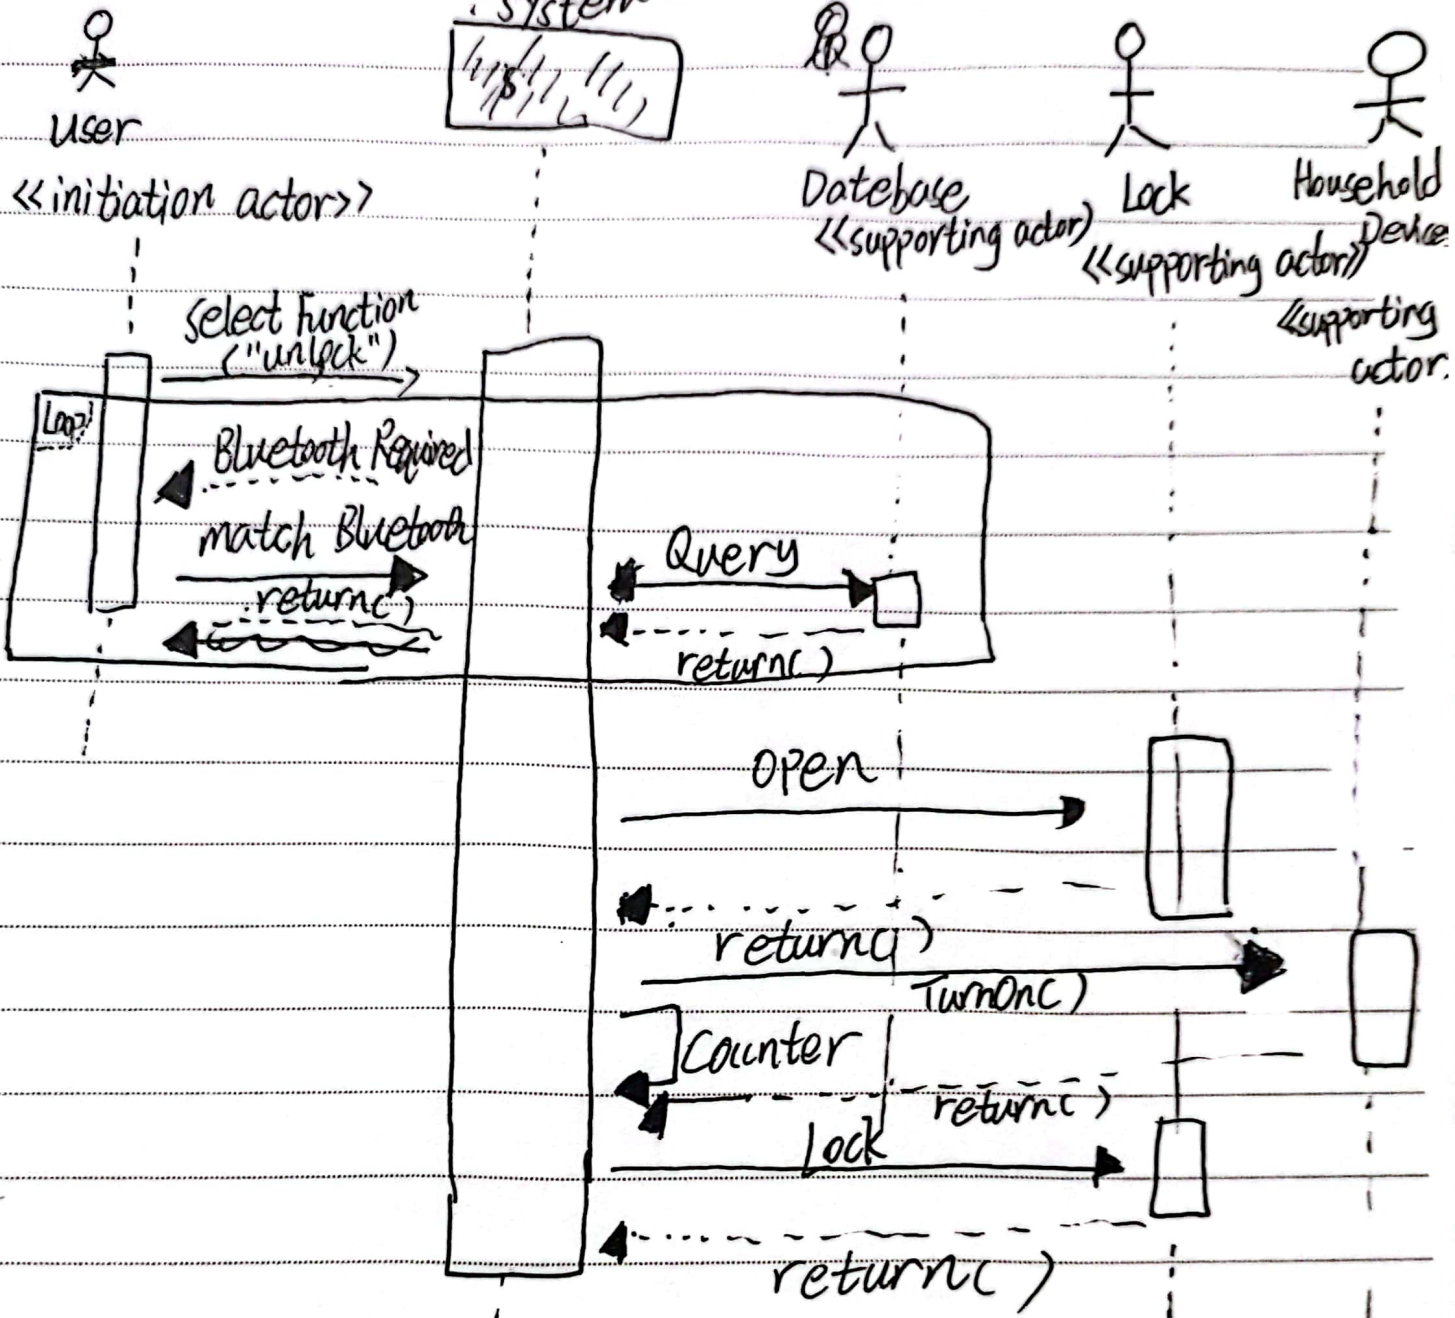 : system
user
<<initiation actor>>
Datebase
<<supporting actor>
Lock
<<supporting actor>>
Household
Device
<<supporting
actor.
select Function
("unlock")
Loop
Bluetooth Required
match Bluetooth
return()
Query
return()
open
return()
TurnOn()
Counter
return()
Lock
return()